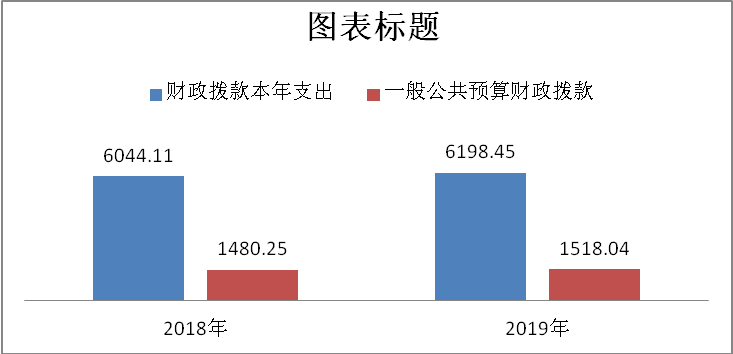 图表标题
财政拨款本年支出 一般公共预算财政拨款
6044.11 6198.45
1480.25 1518.04
2018年 2019年